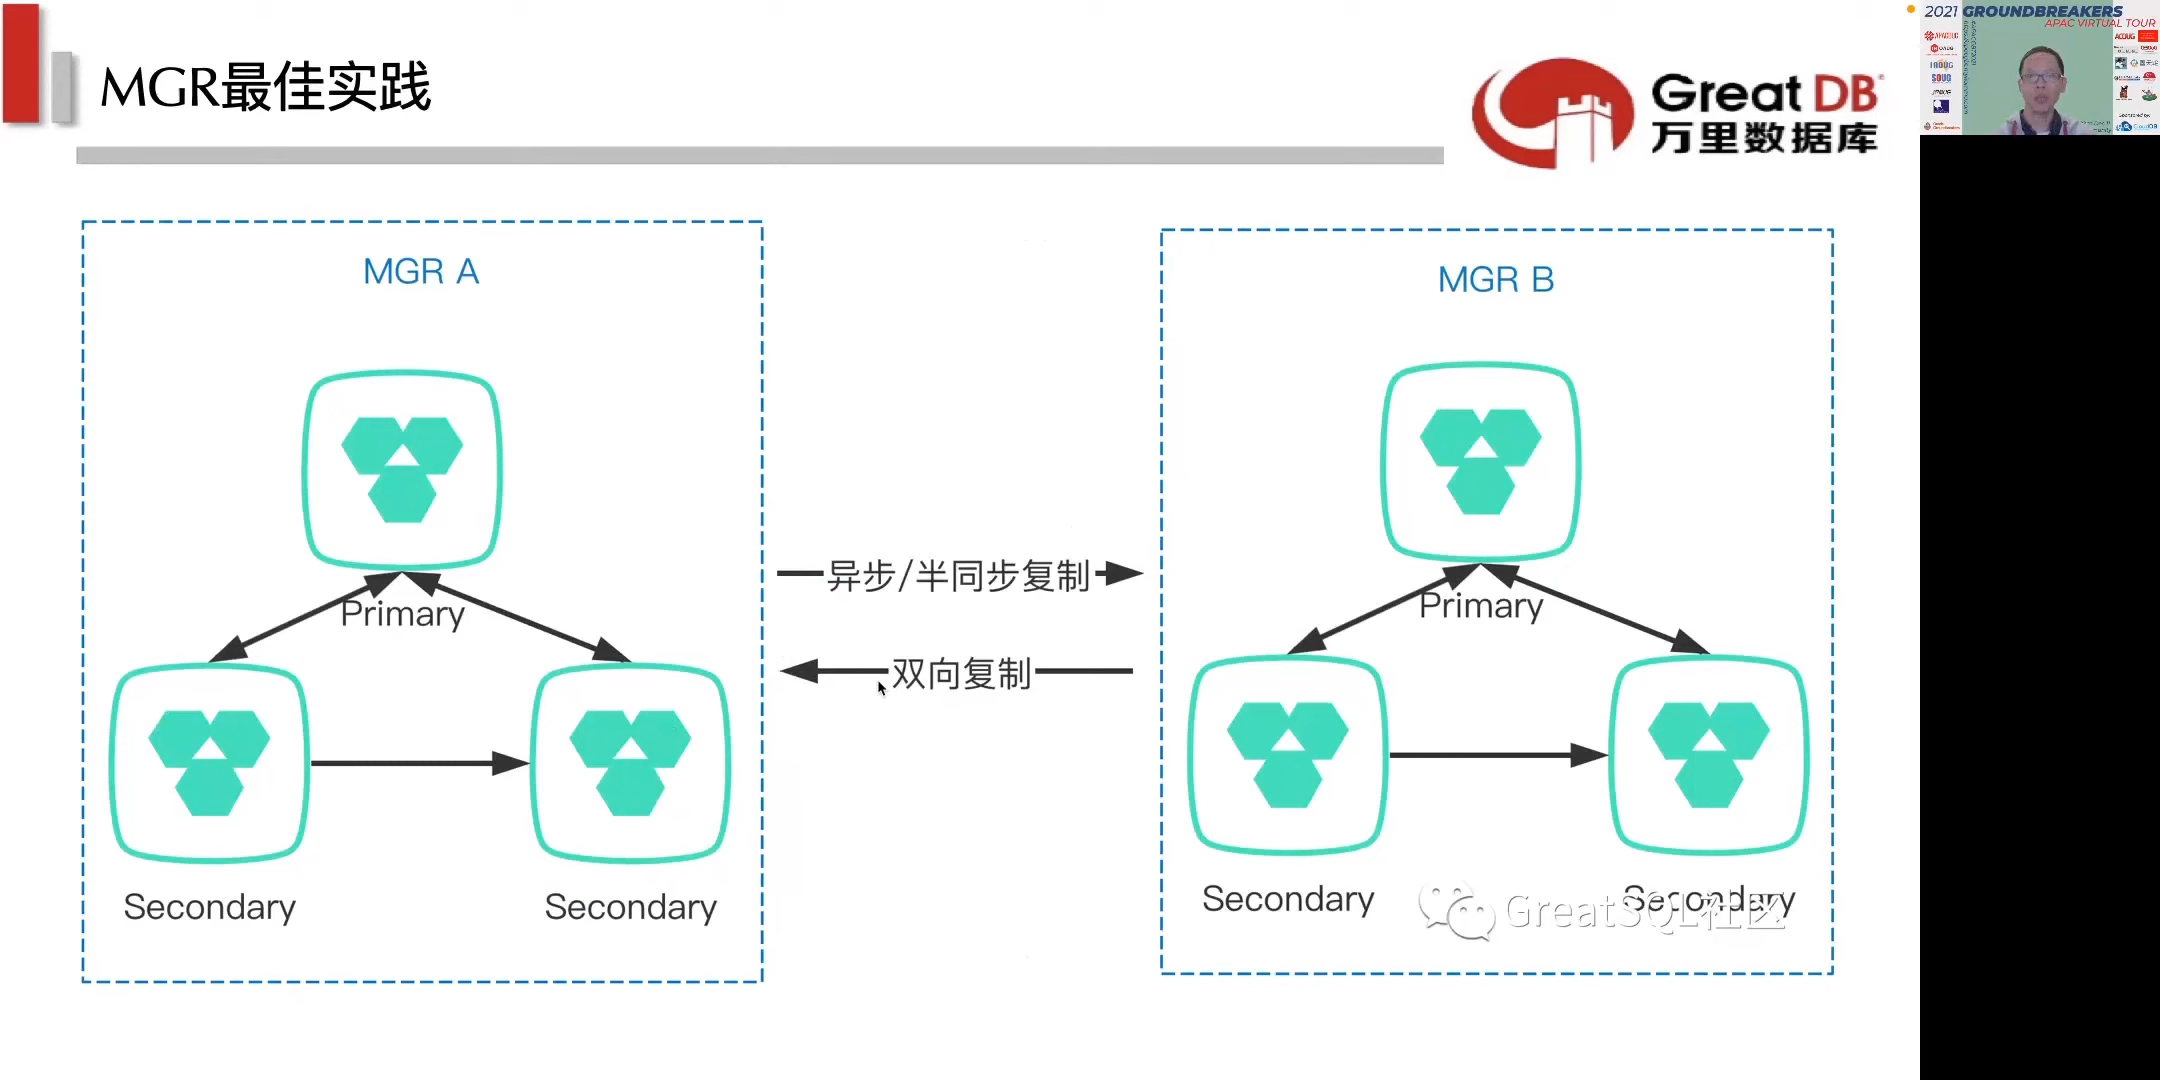 MGR最佳实践
Great DB
万里数据库
2021 GROUNDBREAKERS
APAC VIRTUAL TOUR
MGR A
MGR B
Primary
Primary
异步/半同步复制
双向复制
Secondary
Secondary
Secondary
Secondary
GreatSQL社区